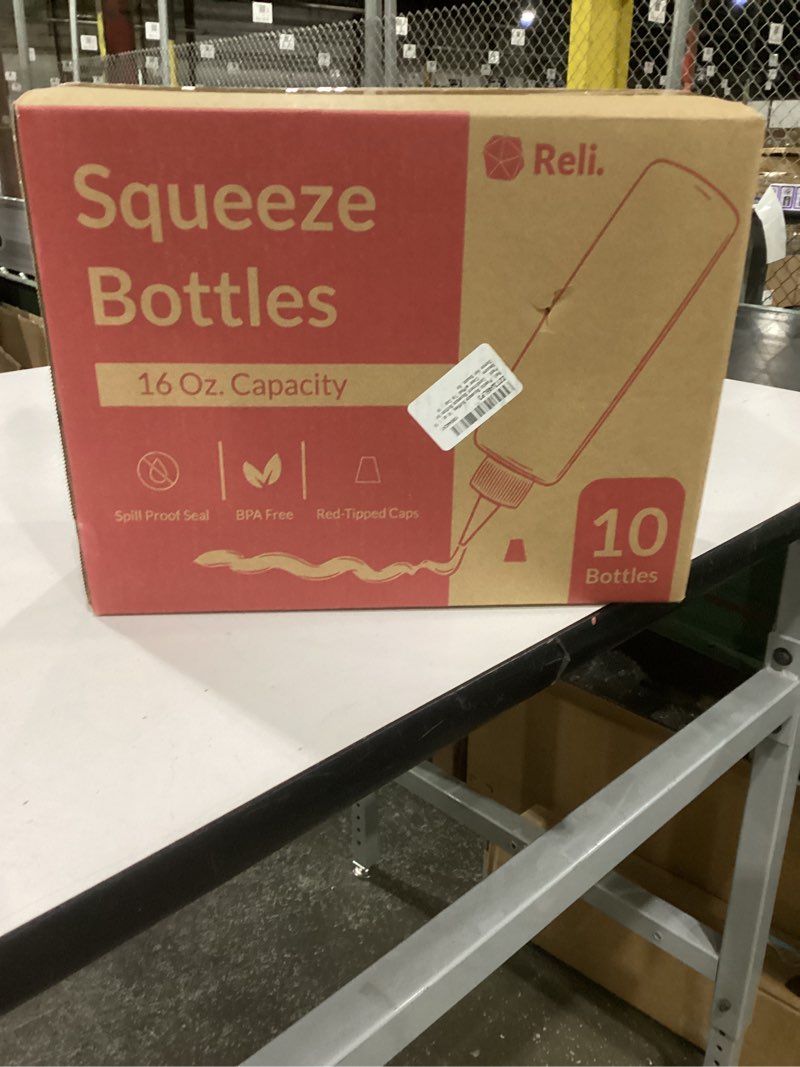 Squeeze
Bottles
16 Oz. Capacity
Spill Proof Seal
BPA Free
Red-Tipped Caps
Reli.
10
Bottles